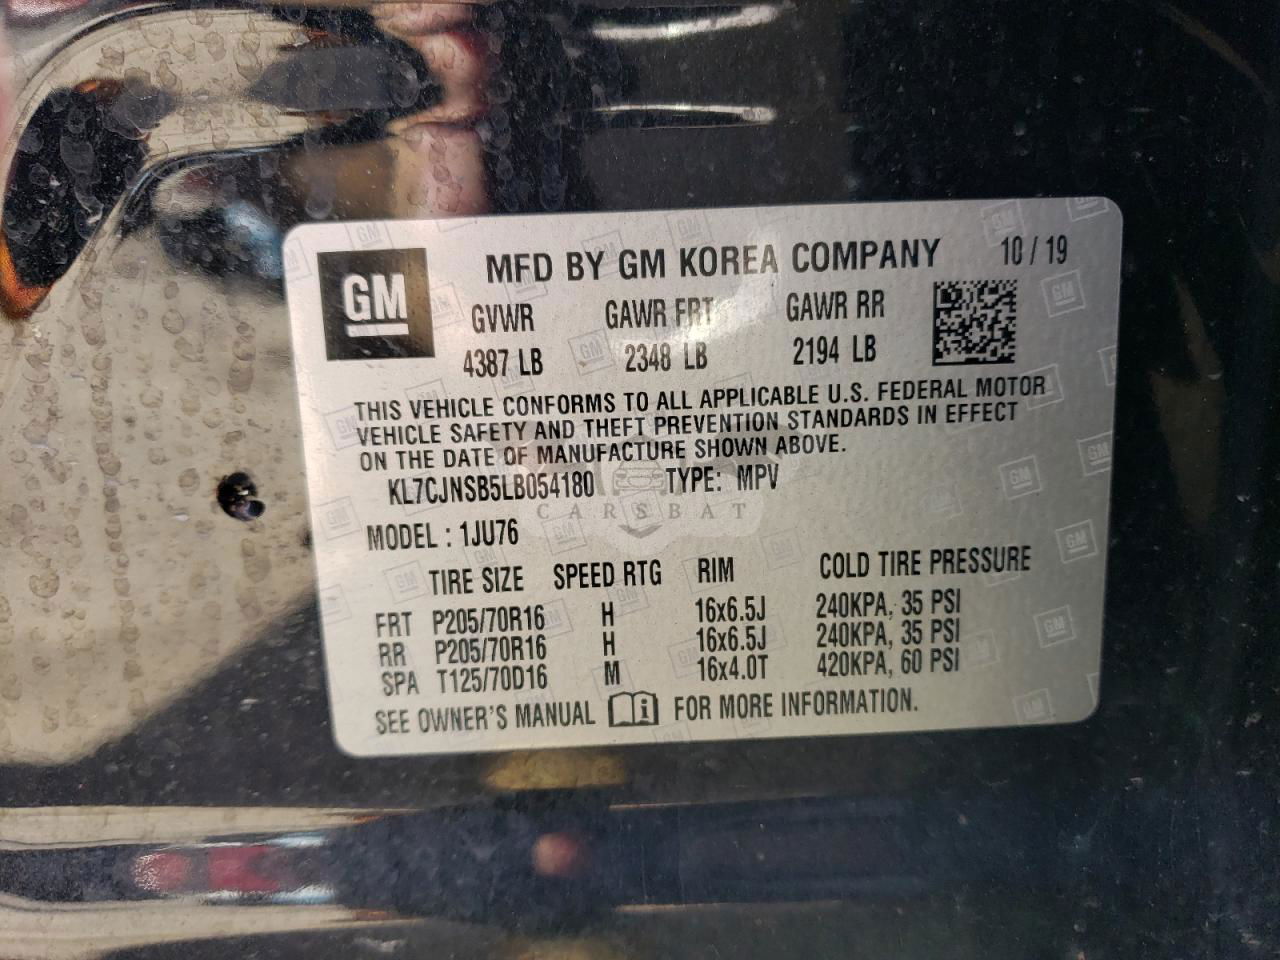 GM
MFD BY GM KOREA COMPANY 10 / 19
GVWR GAWR FRT GAWR RR
4387 LB 2348 LB 2194 LB
THIS VEHICLE CONFORMS TO ALL APPLICABLE U.S. FEDERAL MOTOR
VEHICLE SAFETY AND THEFT PREVENTION STANDARDS IN EFFECT
ON THE DATE OF MANUFACTURE SHOWN ABOVE.
KL7CJNSB5LB054180 TYPE: MPV
CARSBAT
MODEL : 1JU76
TIRE SIZE SPEED RTG RIM COLD TIRE PRESSURE
FRT P205/70R16 H 16x6.5J 240KPA, 35 PSI
RR P205/70R16 H 16x6.5J 240KPA, 35 PSI
SPA T125/70D16 M 16x4.0T 420KPA, 60 PSI
SEE OWNER'S MANUAL FOR MORE INFORMATION.